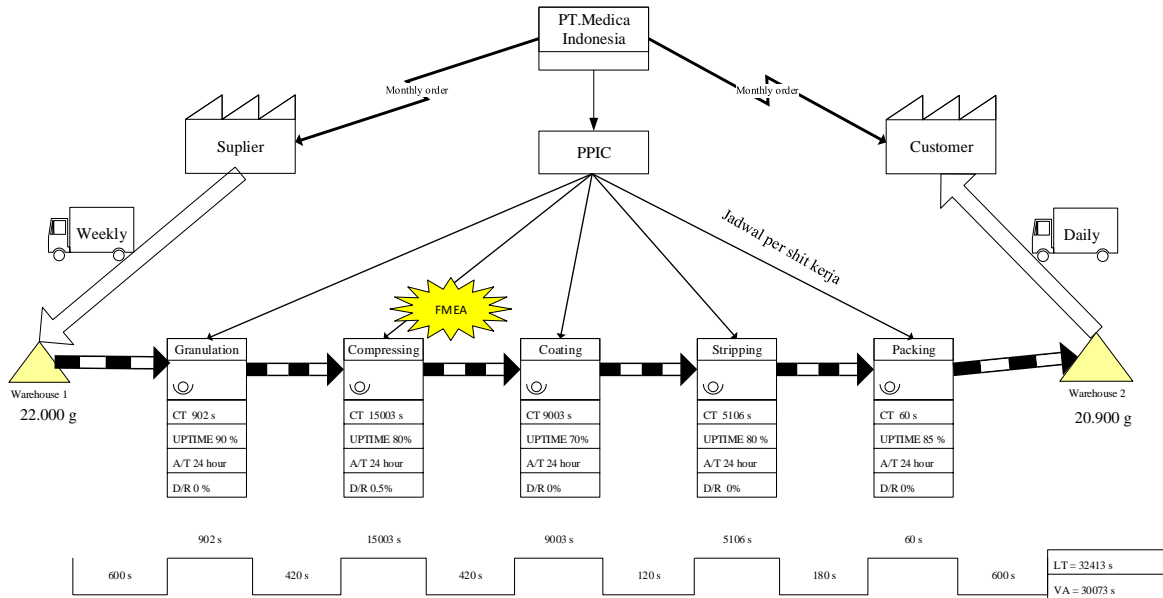 PT.Medica
Indonesia
Monthly order
Monthly order
Suplier
PPIC
Customer
Weekly
Jadwal per shit kerja
Daily
FMEA
Granulation
Compressing
Coating
Stripping
Packing
Warehouse 1
22.000 g
Warehouse 2
20.900 g
CT 902 s
UPTIME 90 %
A/T 24 hour
D/R 0 %
CT 15003 s
UPTIME 80%
A/T 24 hour
D/R 0.5%
CT 9003 s
UPTIME 70%
A/T 24 hour
D/R 0%
CT 5106 s
UPTIME 80 %
A/T 24 hour
D/R 0%
CT 60 s
UPTIME 85 %
A/T 24 hour
D/R 0%
902 s
15003 s
9003 s
5106 s
60 s
600 s
420 s
420 s
120 s
180 s
600 s
LT = 32413 s
VA = 30073 s